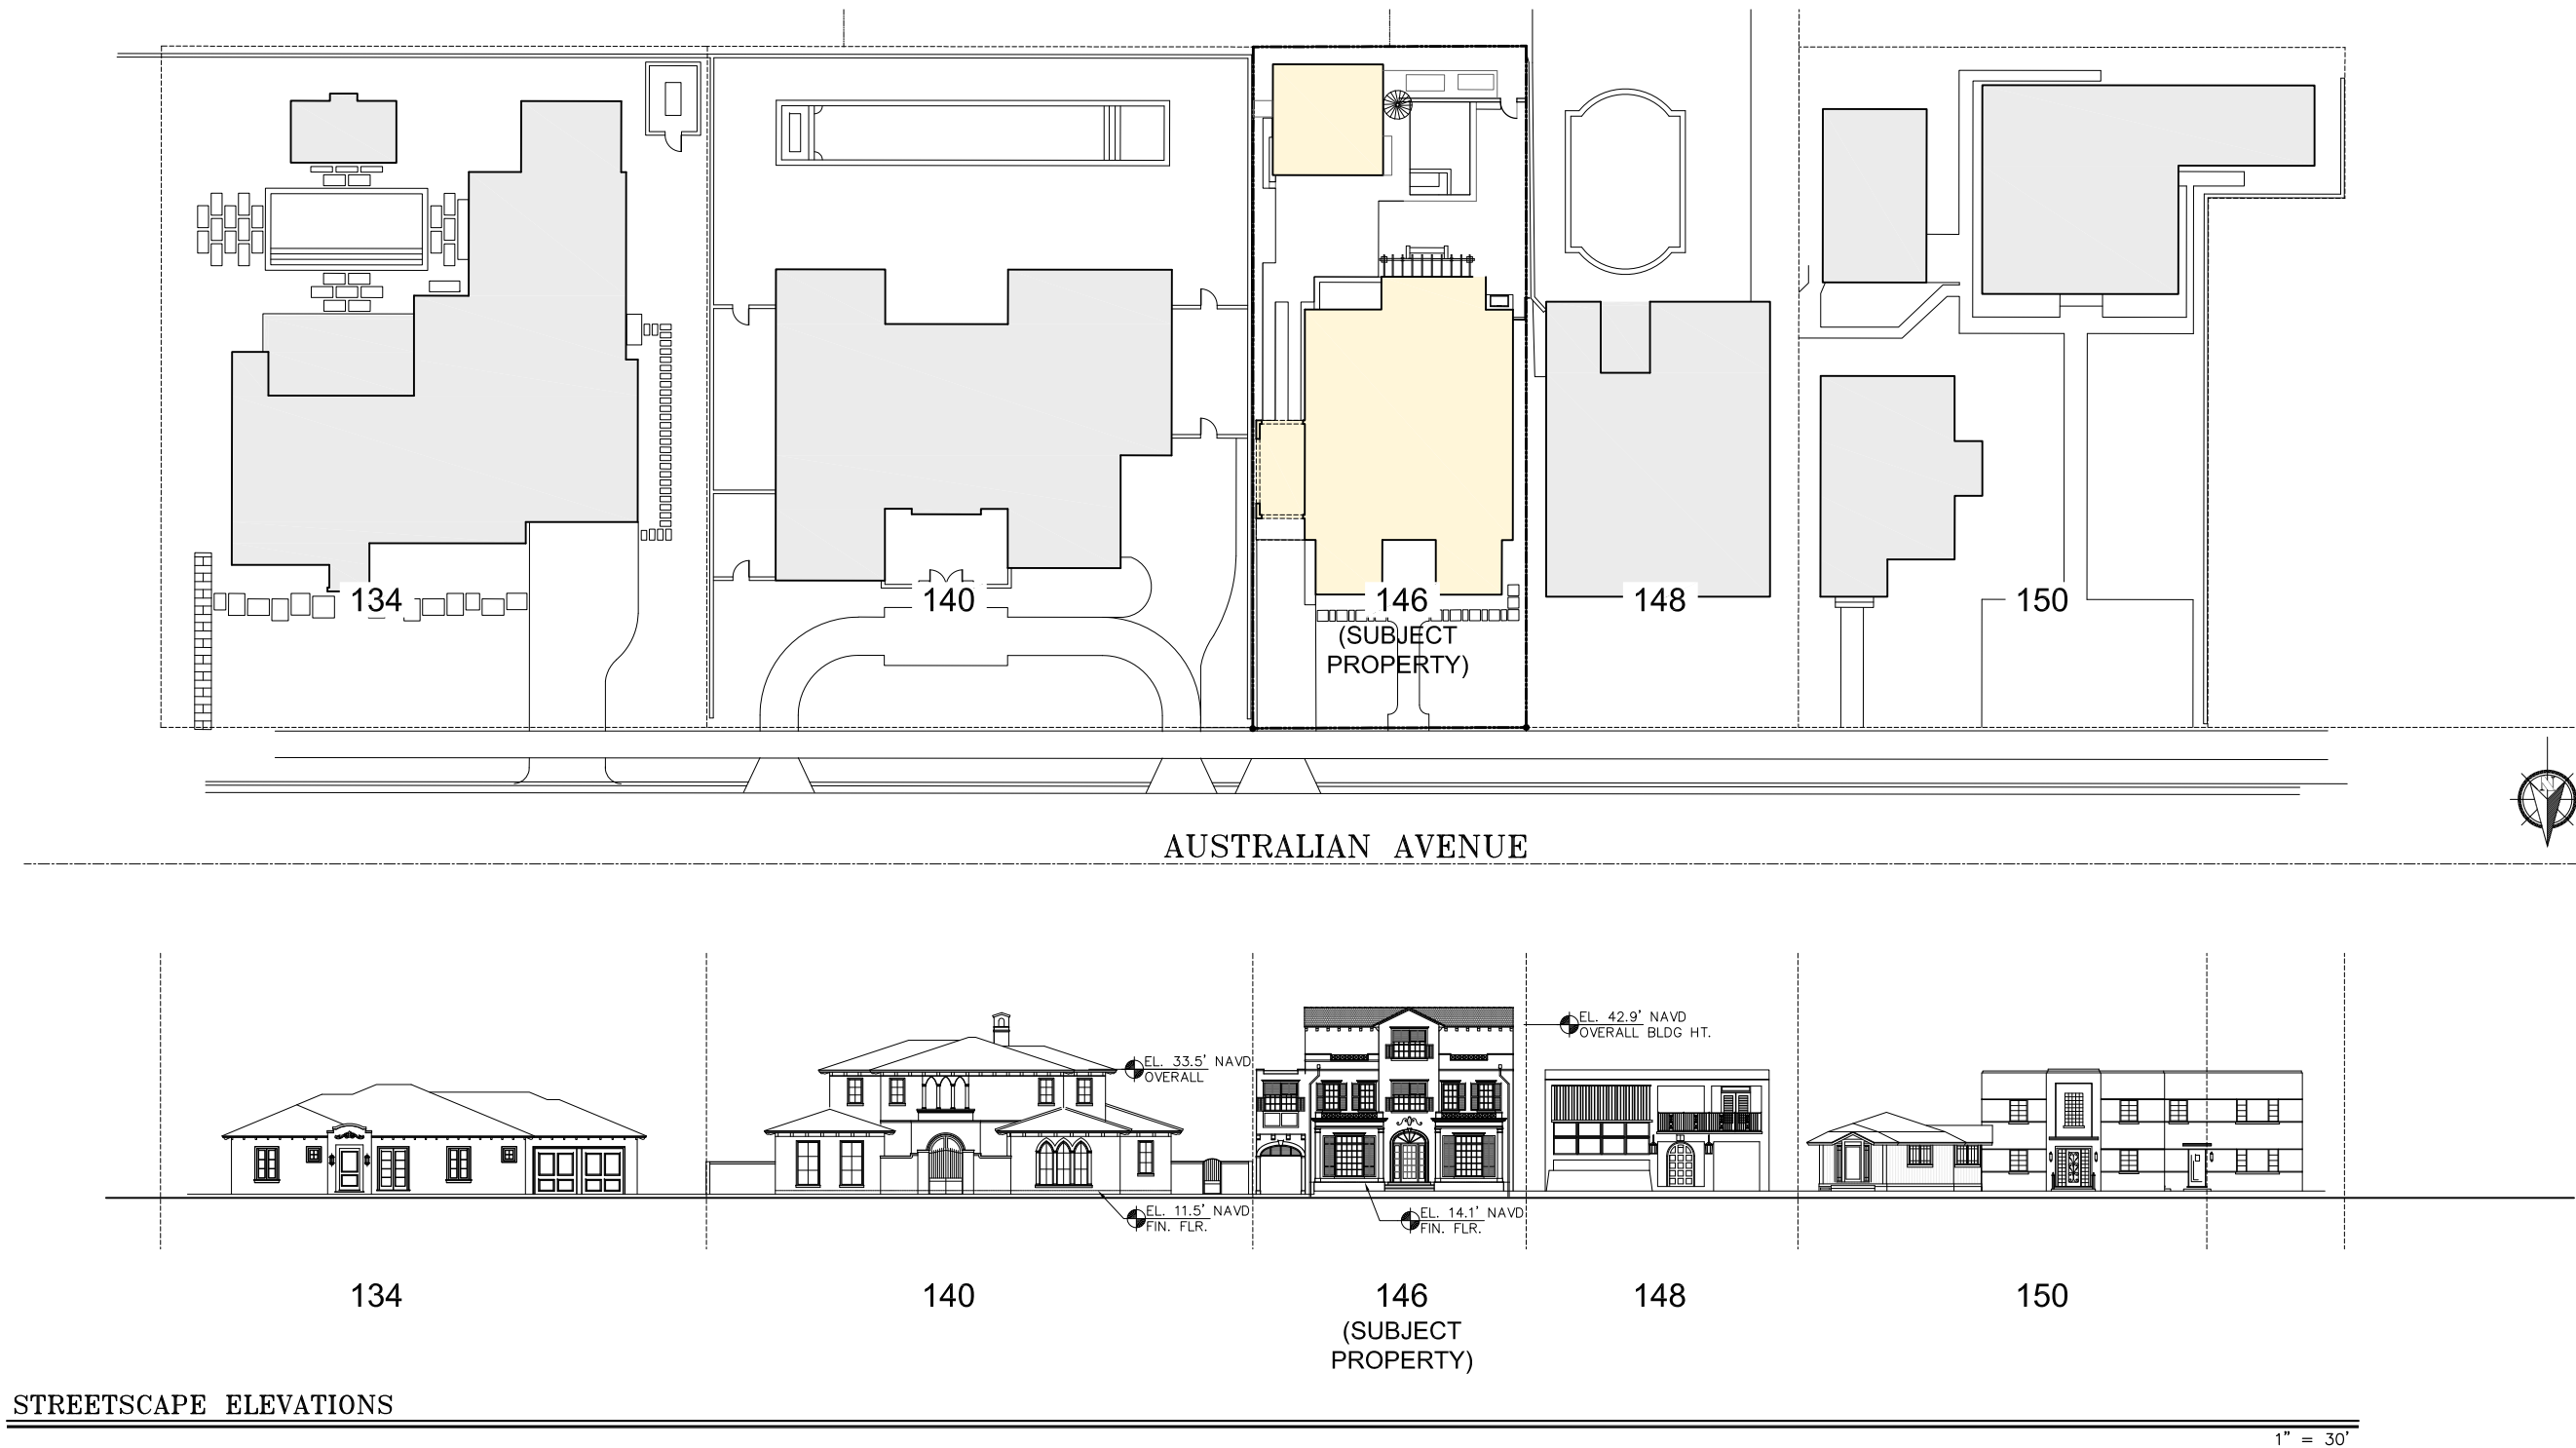 134
140
146
148
150
(SUBJECT
PROPERTY)
N
AUSTRALIAN AVENUE
EL. 42.9' NAVD
OVERALL BLDG HT.
EL. 33.5' NAVD
OVERALL
EL. 11.5' NAVD
FIN. FLR.
EL. 14.1' NAVD
FIN. FLR.
134
140
146
148
150
(SUBJECT
PROPERTY)
STREETSCAPE ELEVATIONS
1" = 30'